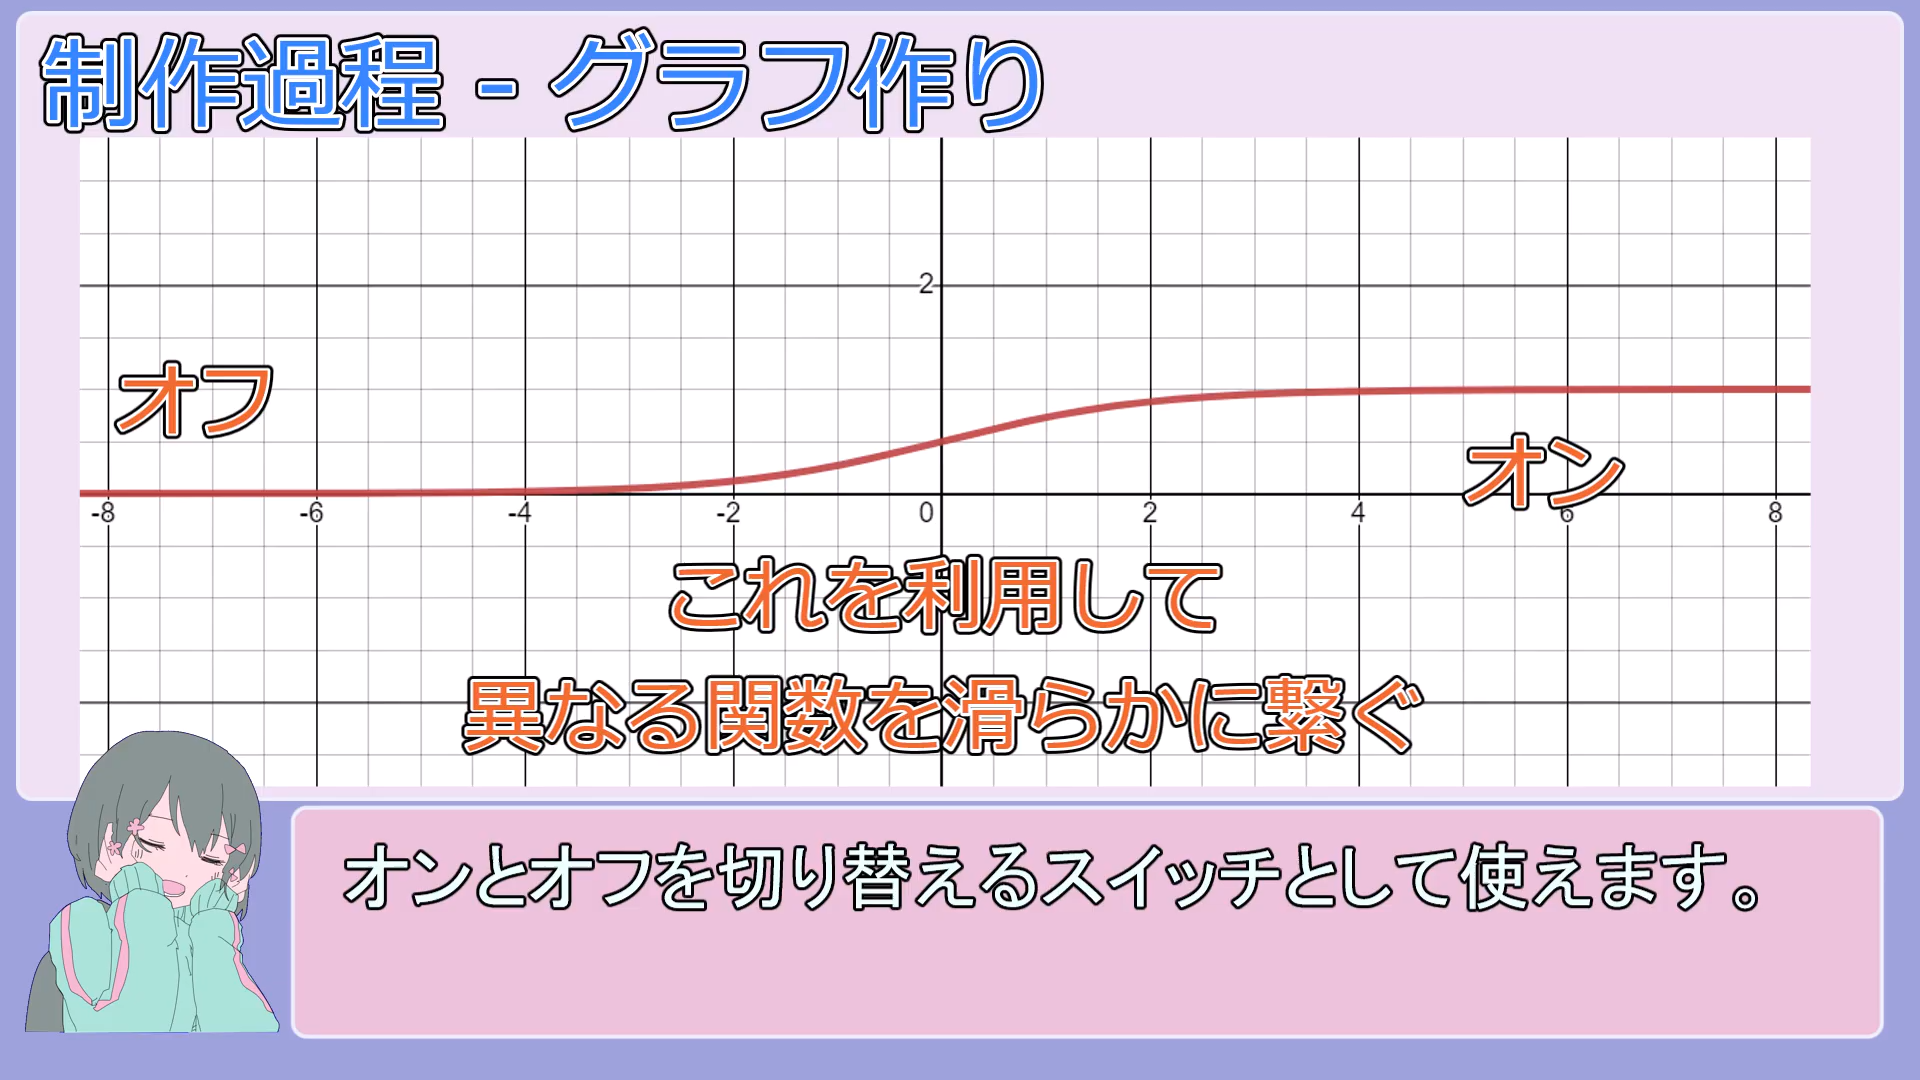 制作過程 - グラフ作り
2
オフ
オン
-8 -6 -4 -2 0 2 4 6 8
これを利用して
異なる関数を滑らかに繋ぐ
オンとオフを切り替えるスイッチとして使えます。